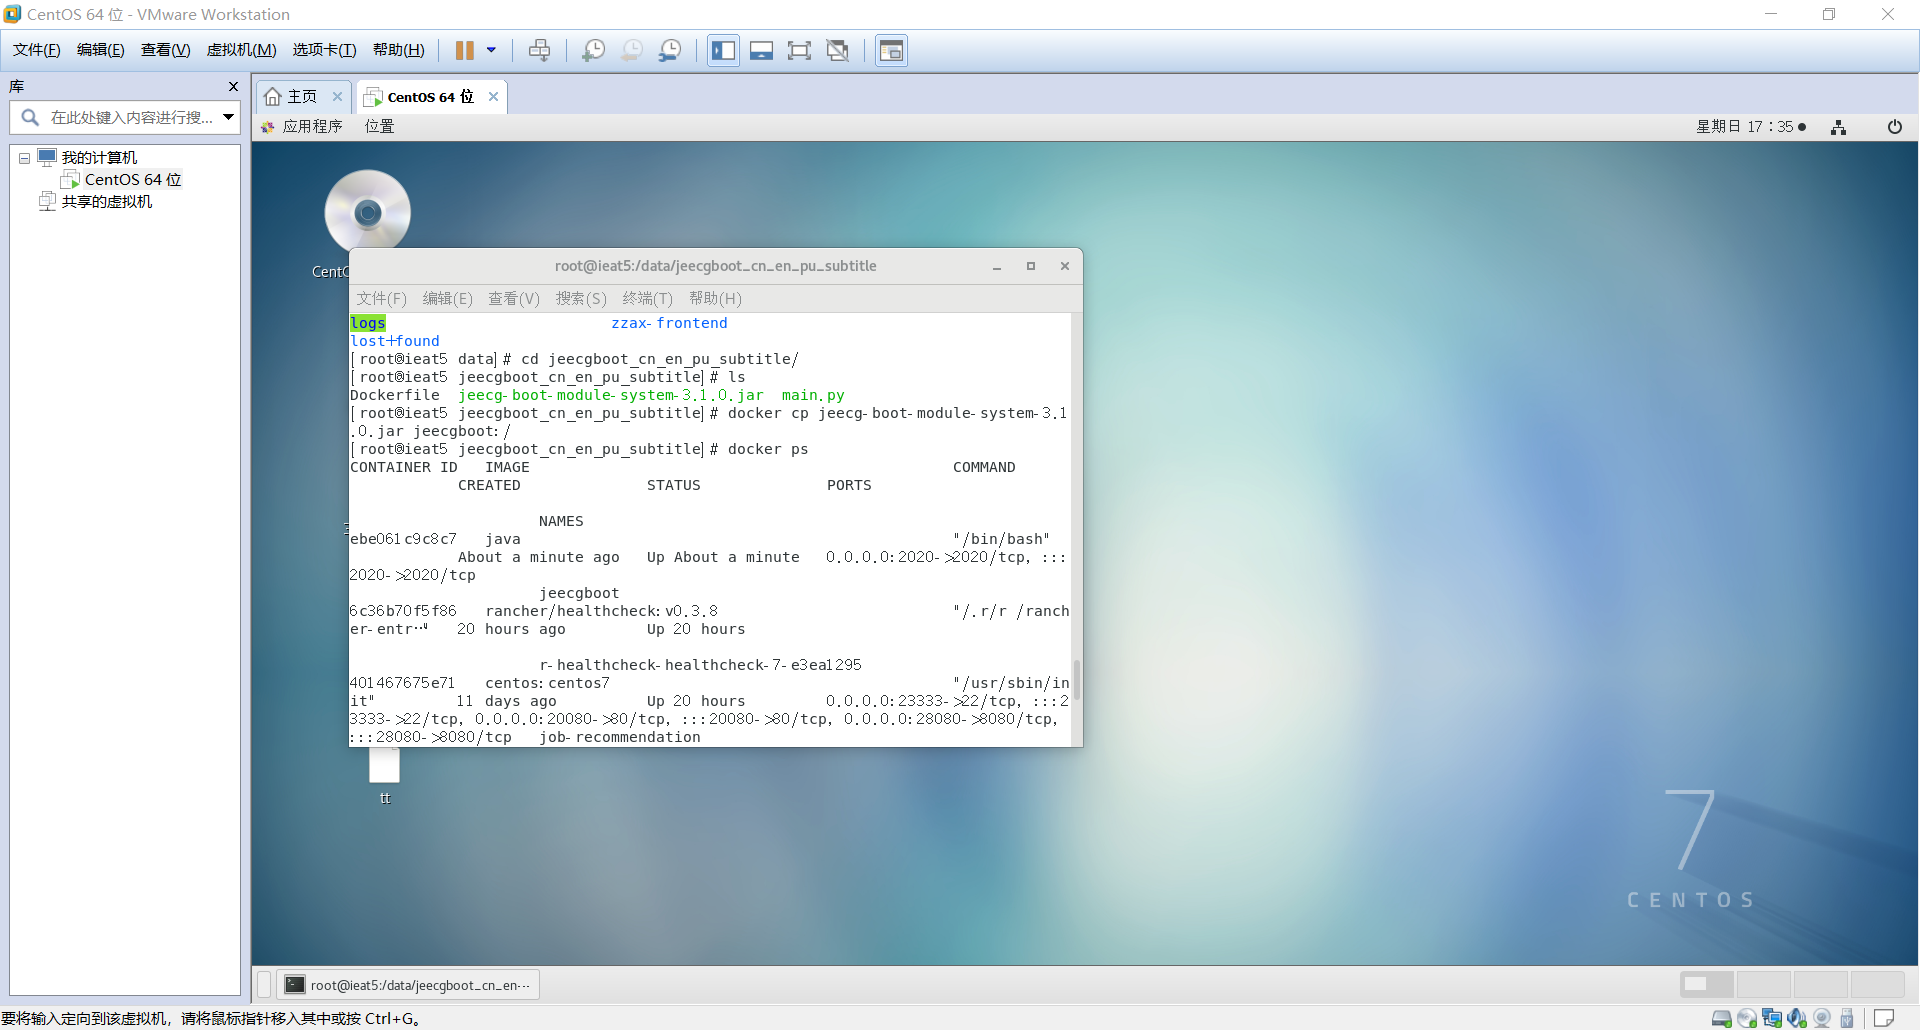 CentOS 64 位 - VMware Workstation
文件(F) 编辑(E) 查看(V) 虚拟机(M) 选项卡(T) 帮助(H)
库
在此处键入内容进行搜...
我的计算机
CentOS 64 位
共享的虚拟机
主页
CentOS 64 位
应用程序 位置
星期日 17：35
root@ieat5:/data/jeecgboot_cn_en_pu_subtitle
文件(F) 编辑(E) 查看(V) 搜索(S) 终端(T) 帮助(H)
logs zzax-frontend
lost+found
[root@ieat5 data]# cd jeecgboot_cn_en_pu_subtitle/
[root@ieat5 jeecgboot_cn_en_pu_subtitle]# ls
Dockerfile jeecg-boot-module-system-3.1.0.jar main.py
[root@ieat5 jeecgboot_cn_en_pu_subtitle]# docker cp jeecg-boot-module-system-3.1
.0.jar jeecgboot:/
[root@ieat5 jeecgboot_cn_en_pu_subtitle]# docker ps
CONTAINER ID IMAGE COMMAND
CREATED STATUS PORTS
NAMES
ebe061c9c8c7 java "/bin/bash"
About a minute ago Up About a minute 0.0.0.0:2020->2020/tcp, :::
2020->2020/tcp
jeecgboot
6c36b70f5f86 rancher/healthcheck:v0.3.8 "/.r/r /ranch
er-entr…" 20 hours ago Up 20 hours
r-healthcheck-healthcheck-7-e3ea1295
401467675e71 centos:centos7 "/usr/sbin/in
it" 11 days ago Up 20 hours 0.0.0.0:23333->22/tcp, :::2
3333->22/tcp, 0.0.0.0:20080->80/tcp, :::20080->80/tcp, 0.0.0.0:28080->8080/tcp,
:::28080->8080/tcp job-recommendation
CentO
tt
7
CENTOS
root@ieat5:/data/jeecgboot_cn_en…
要将输入定向到该虚拟机，请将鼠标指针移入其中或按 Ctrl+G。